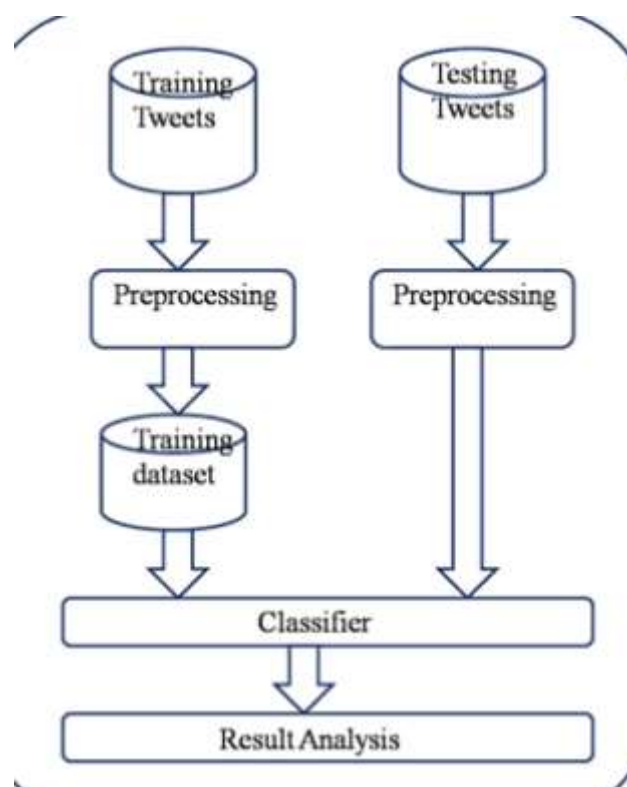 Training
Tweets
Testing
Tweets
Preprocessing
Preprocessing
Training
dataset
Classifier
Result Analysis